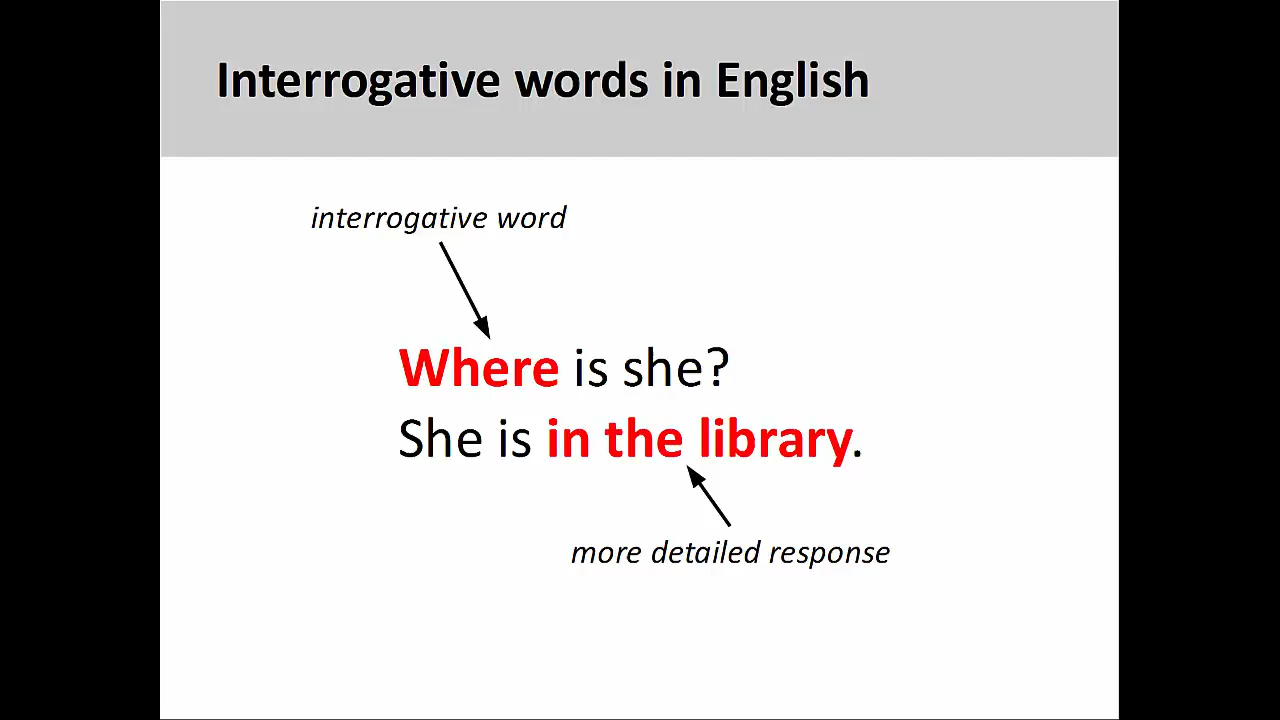 Interrogative words in English
interrogative word
Where is she?
She is in the library.
more detailed response